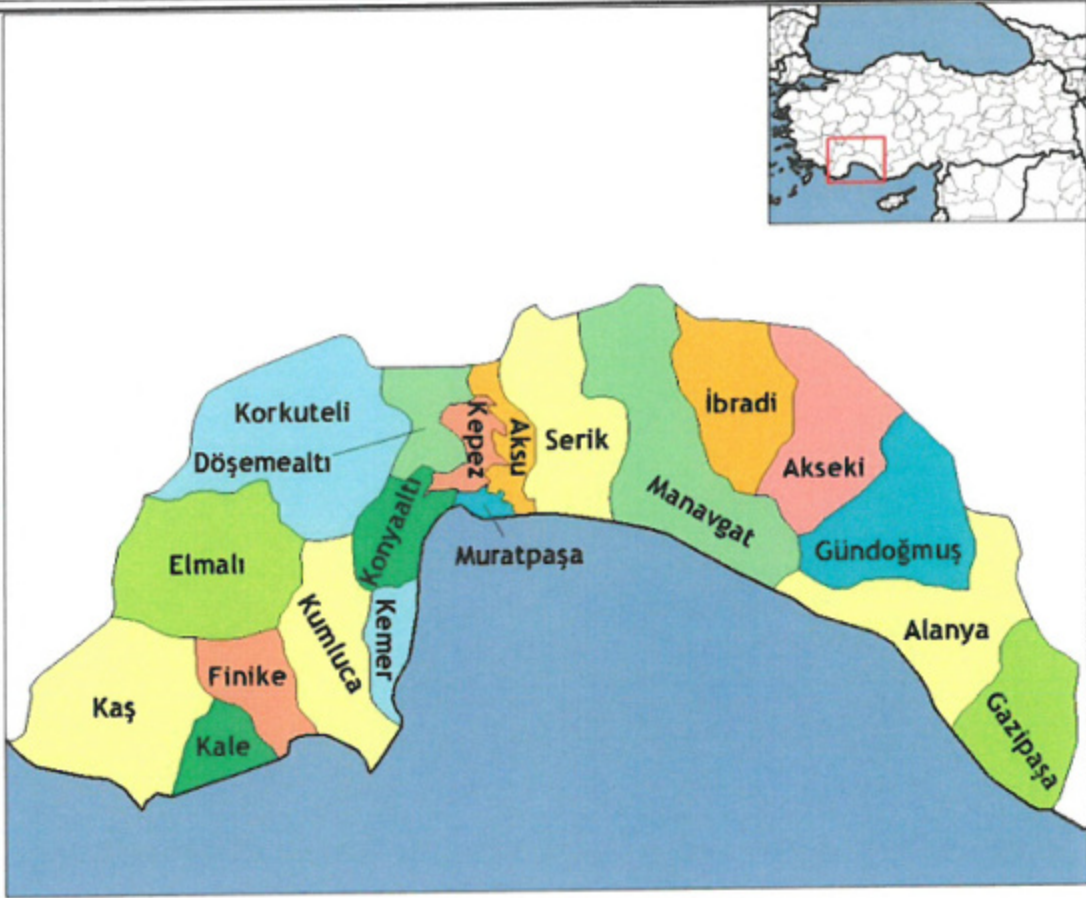 Korkuteli
Döşemealtı
Kepez
Aksu
Serik
Manavgat
İbradi
Akseki
Gündoğmuş
Elmalı
Konyaaltı
Muratpaşa
Kumluca
Kemer
Alanya
Finike
Kaş
Kale
Gazipaşa